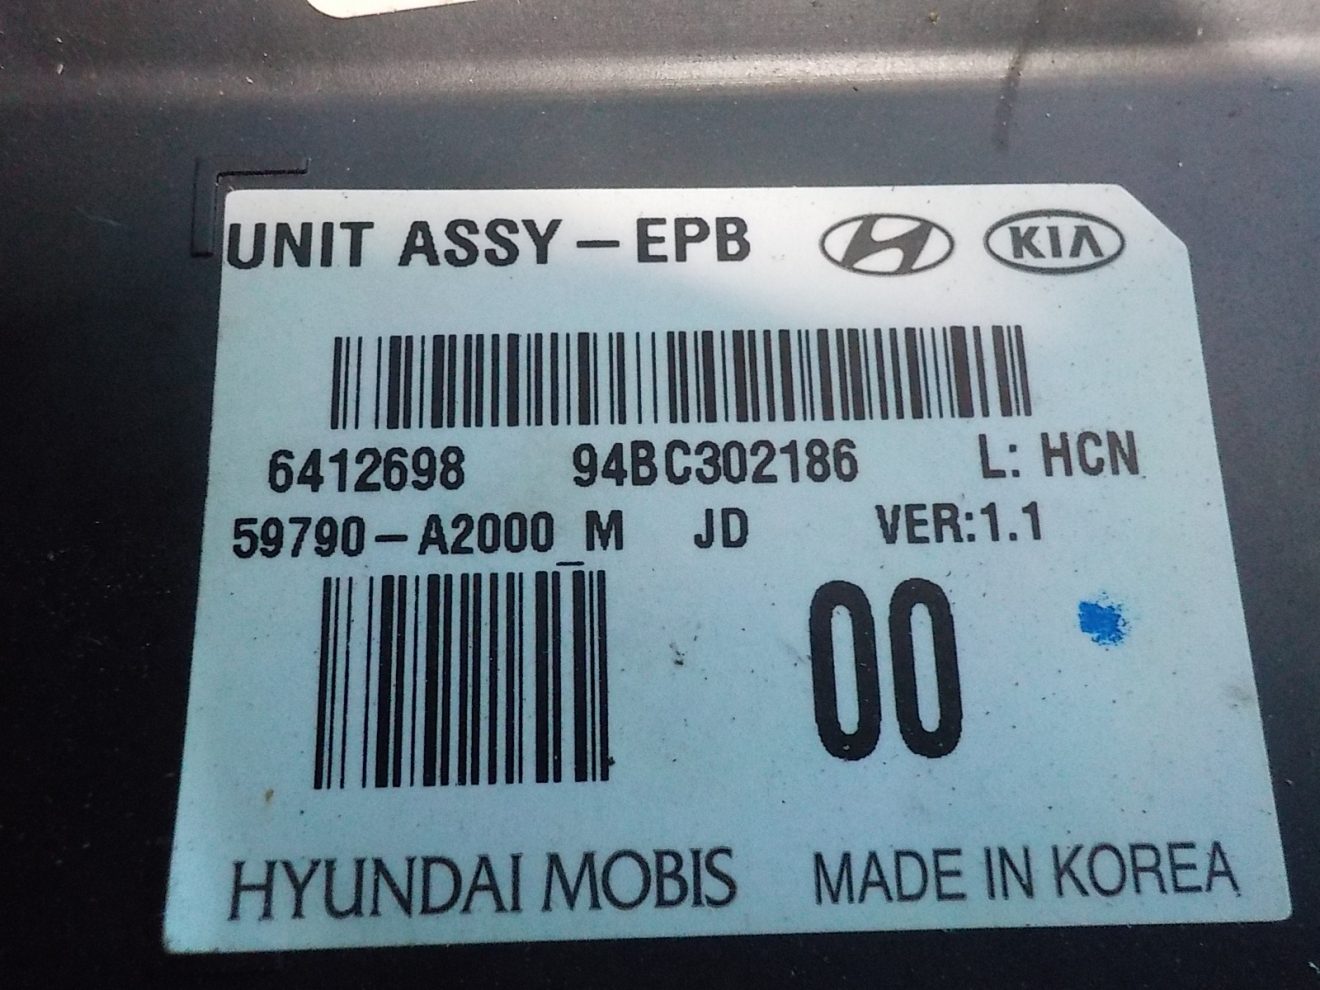 UNIT ASSY-EPB KIA
6412698 94BC302186 L: HCN
59790-A2000_M JD VER:1.1
00
HYUNDAI MOBIS MADE IN KOREA